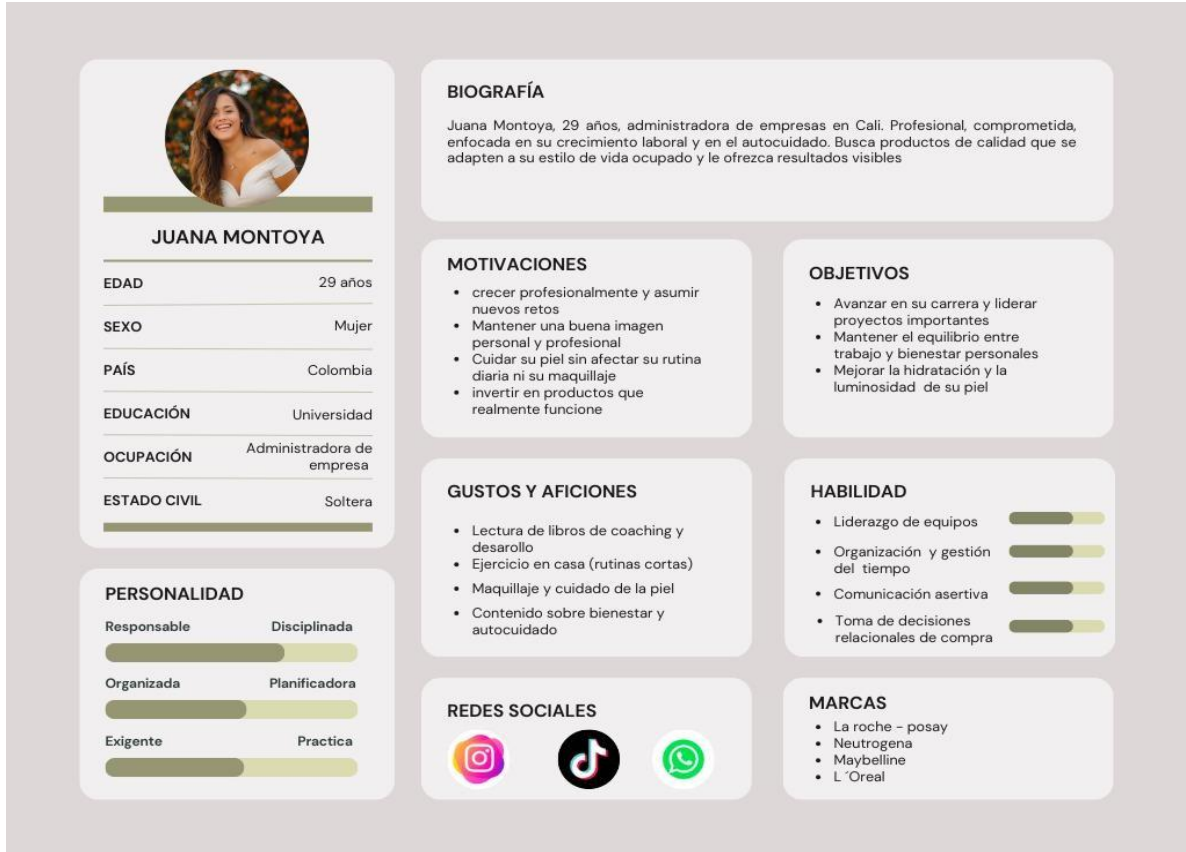 JUANA MONTOYA
EDAD 29 años
SEXO Mujer
PAÍS Colombia
EDUCACIÓN Universidad
OCUPACIÓN Administradora de
empresa
ESTADO CIVIL Soltera
PERSONALIDAD
Responsable Disciplinada
Organizada Planificadora
Exigente Practica
BIOGRAFÍA
Juana Montoya, 29 años, administradora de empresas en Cali. Profesional, comprometida,
enfocada en su crecimiento laboral y en el autocuidado. Busca productos de calidad que se
adapten a su estilo de vida ocupado y le ofrezca resultados visibles
MOTIVACIONES
• crecer profesionalmente y asumir
nuevos retos
• Mantener una buena imagen
personal y profesional
• Cuidar su piel sin afectar su rutina
diaria ni su maquillaje
• invertir en productos que
realmente funcione
OBJETIVOS
• Avanzar en su carrera y liderar
proyectos importantes
• Mantener el equilibrio entre
trabajo y bienestar personales
• Mejorar la hidratación y la
luminosidad de su piel
GUSTOS Y AFICIONES
• Lectura de libros de coaching y
desarollo
• Ejercicio en casa (rutinas cortas)
• Maquillaje y cuidado de la piel
• Contenido sobre bienestar y
autocuidado
HABILIDAD
• Liderazgo de equipos
• Organización y gestión
del tiempo
• Comunicación asertiva
• Toma de decisiones
relacionales de compra
REDES SOCIALES
MARCAS
• La roche - posay
• Neutrogena
• Maybelline
• L ´Oreal